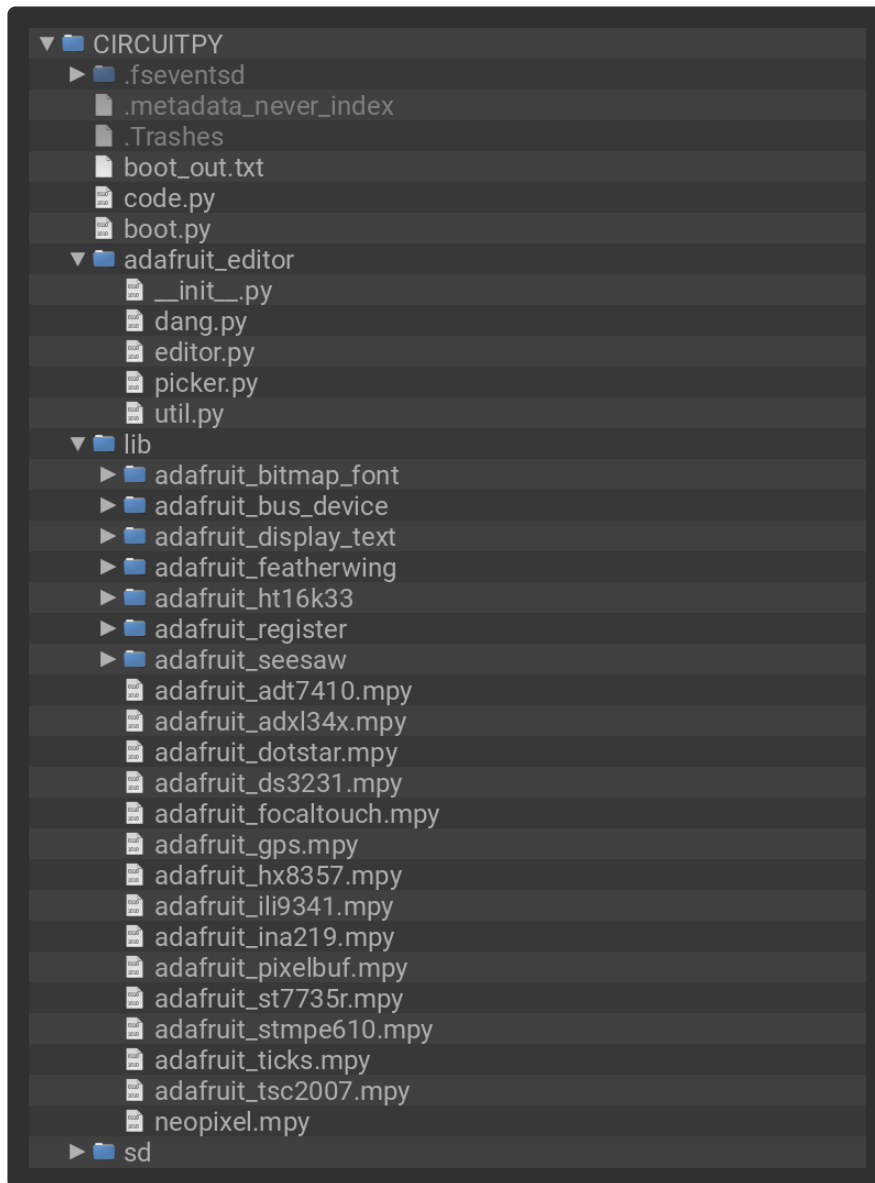 CIRCUITPY
.fseventsd
.metadata_never_index
.Trashes
boot_out.txt
code.py
boot.py
adafruit_editor
__init__.py
dang.py
editor.py
picker.py
util.py
lib
adafruit_bitmap_font
adafruit_bus_device
adafruit_display_text
adafruit_featherwing
adafruit_ht16k33
adafruit_register
adafruit_seesaw
adafruit_adt7410.mpy
adafruit_adxl34x.mpy
adafruit_dotstar.mpy
adafruit_ds3231.mpy
adafruit_focaltouch.mpy
adafruit_gps.mpy
adafruit_hx8357.mpy
adafruit_ili9341.mpy
adafruit_ina219.mpy
adafruit_pixelbuf.mpy
adafruit_st7735r.mpy
adafruit_stmpe610.mpy
adafruit_ticks.mpy
adafruit_tsc2007.mpy
neopixel.mpy
sd